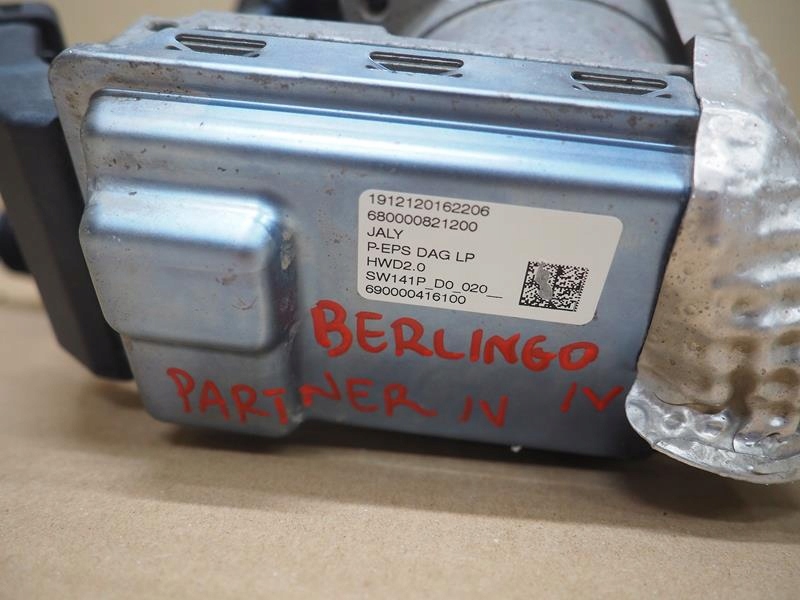 1912120162206
680000821200
JALY
P-EPS DAG LP
HWD2.0
SW141P_D0_020__
690000416100
BERLINGO IV
PARTNER IV